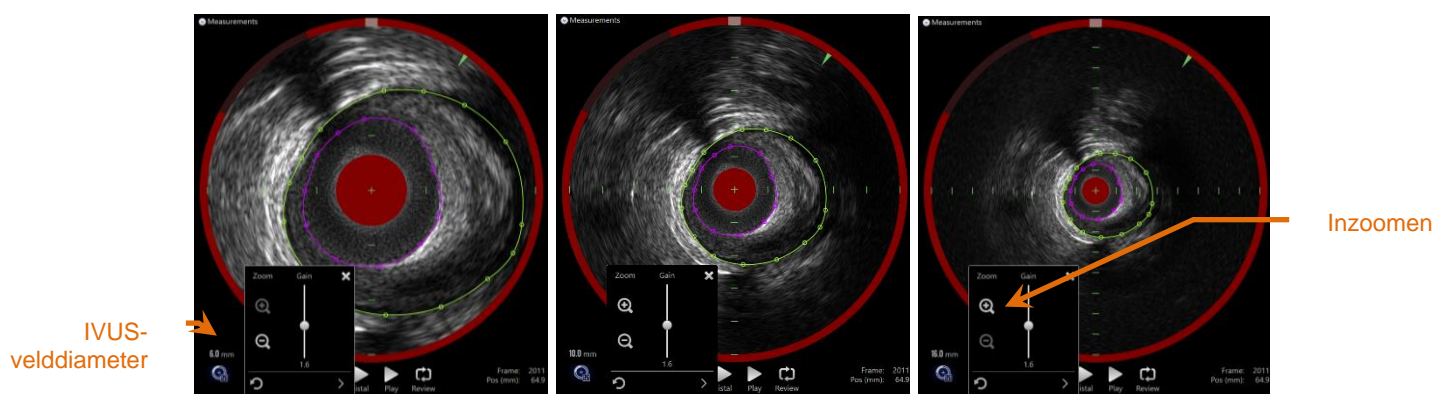 Measurements
Zoom Gain
1.6
6.0 mm
istal Play Review
Frame: 2011
Pos (mm): 64.9
IVUS-
velddiameter
Measurements
Zoom Gain
1.6
10.0 mm
istal Play Review
Frame: 2011
Pos (mm): 64.9
Measurements
Zoom Gain
1.6
16.0 mm
istal Play Review
Frame: 2011
Pos (mm): 64.9
Inzoomen